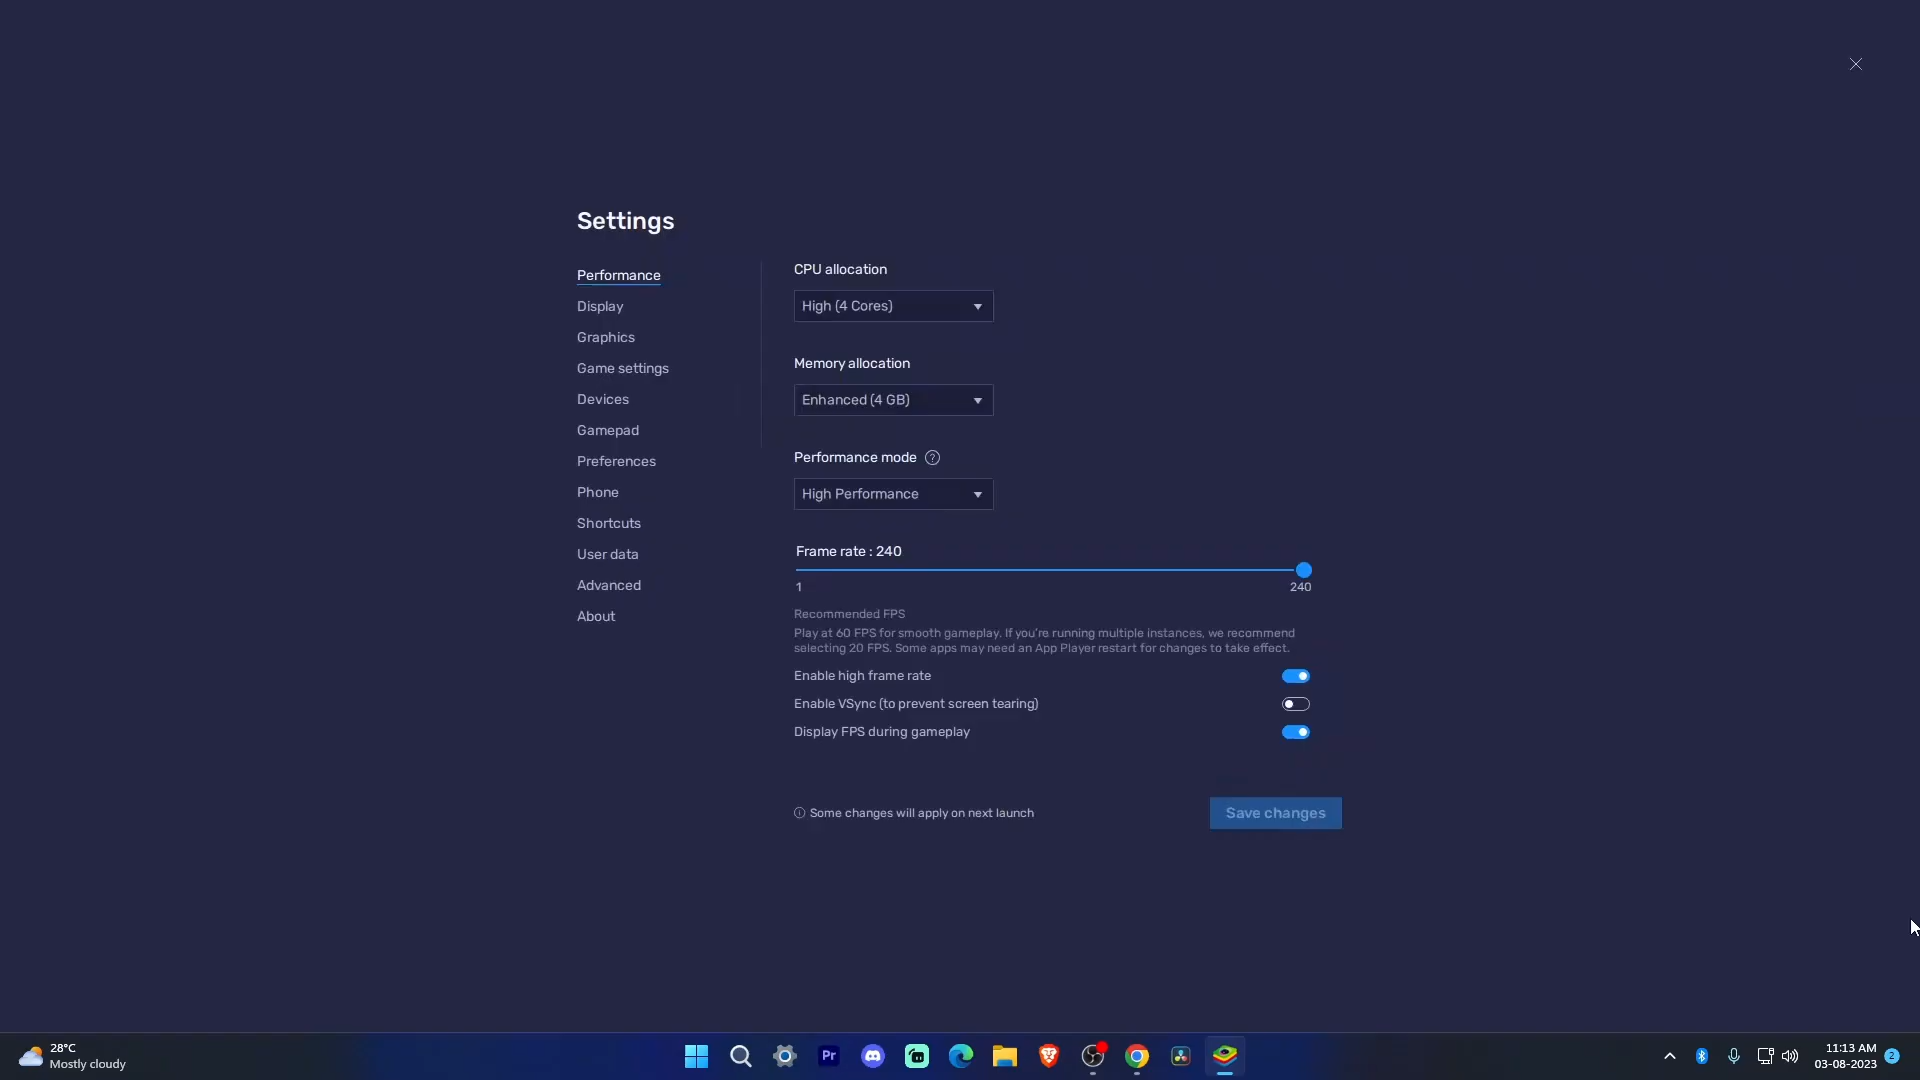 Settings
Performance
Display
Graphics
Game settings
Devices
Gamepad
Preferences
Phone
Shortcuts
User data
Advanced
About
CPU allocation
High (4 Cores)
Memory allocation
Enhanced (4 GB)
Performance mode ?
High Performance
Frame rate : 240
1 240
Recommended FPS
Play at 60 FPS for smooth gameplay. If you're running multiple instances, we recommend
selecting 20 FPS. Some apps may need an App Player restart for changes to take effect.
Enable high frame rate
Enable VSync (to prevent screen tearing)
Display FPS during gameplay
Some changes will apply on next launch
Save changes
28°C
Mostly cloudy
Pr
11:13 AM
03-08-2023
2